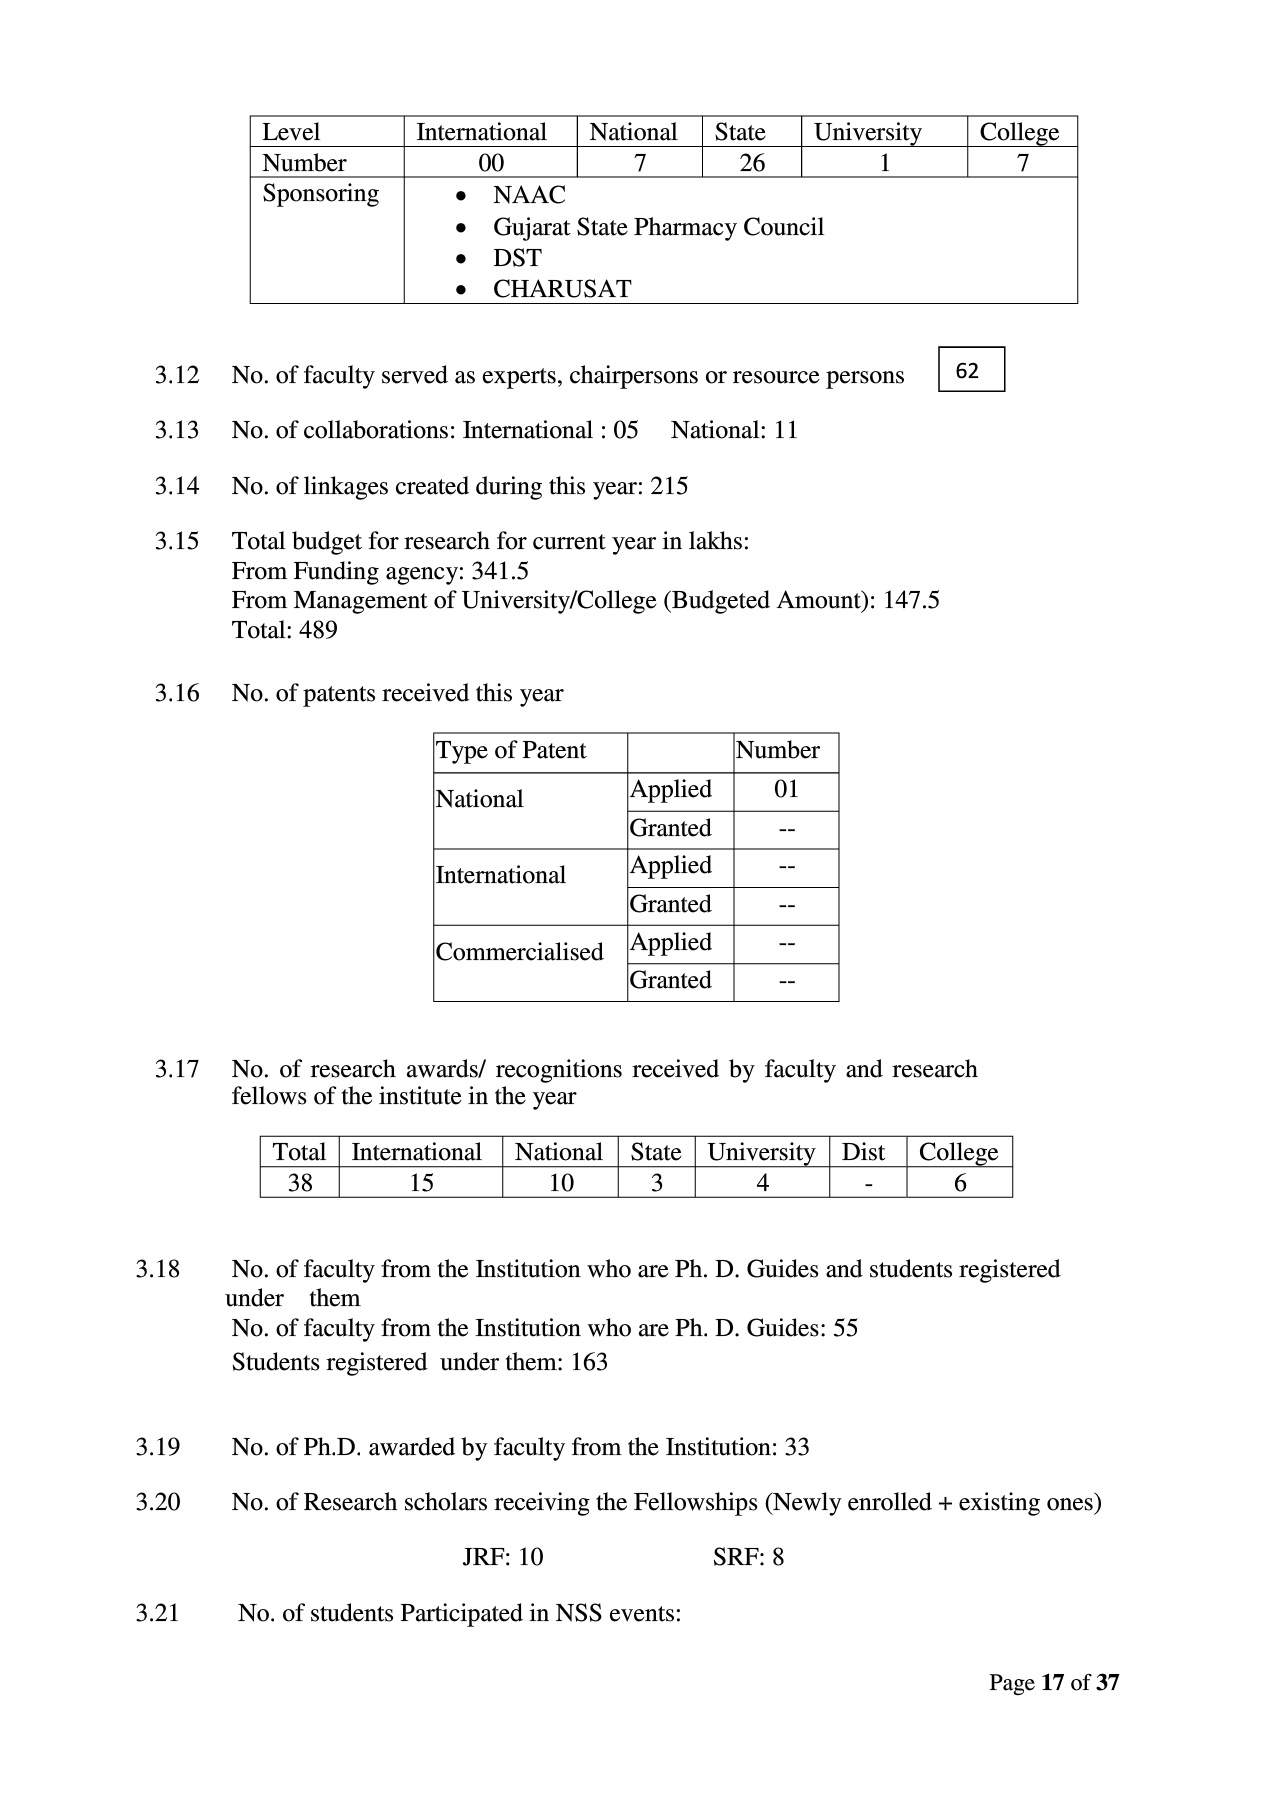 Level International National State University College
Number 00 7 26 1 7
Sponsoring • NAAC
• Gujarat State Pharmacy Council
• DST
• CHARUSAT
3.12 No. of faculty served as experts, chairpersons or resource persons 62
3.13 No. of collaborations: International : 05 National: 11
3.14 No. of linkages created during this year: 215
3.15 Total budget for research for current year in lakhs:
From Funding agency: 341.5
From Management of University/College (Budgeted Amount): 147.5
Total: 489
3.16 No. of patents received this year
Type of Patent Number
National Applied 01
Granted --
International Applied --
Granted --
Commercialised Applied --
Granted --
3.17 No. of research awards/ recognitions received by faculty and research
fellows of the institute in the year
Total International National State University Dist College
38 15 10 3 4 - 6
3.18 No. of faculty from the Institution who are Ph. D. Guides and students registered
under them
No. of faculty from the Institution who are Ph. D. Guides: 55
Students registered under them: 163
3.19 No. of Ph.D. awarded by faculty from the Institution: 33
3.20 No. of Research scholars receiving the Fellowships (Newly enrolled + existing ones)
JRF: 10 SRF: 8
3.21 No. of students Participated in NSS events:
Page 17 of 37